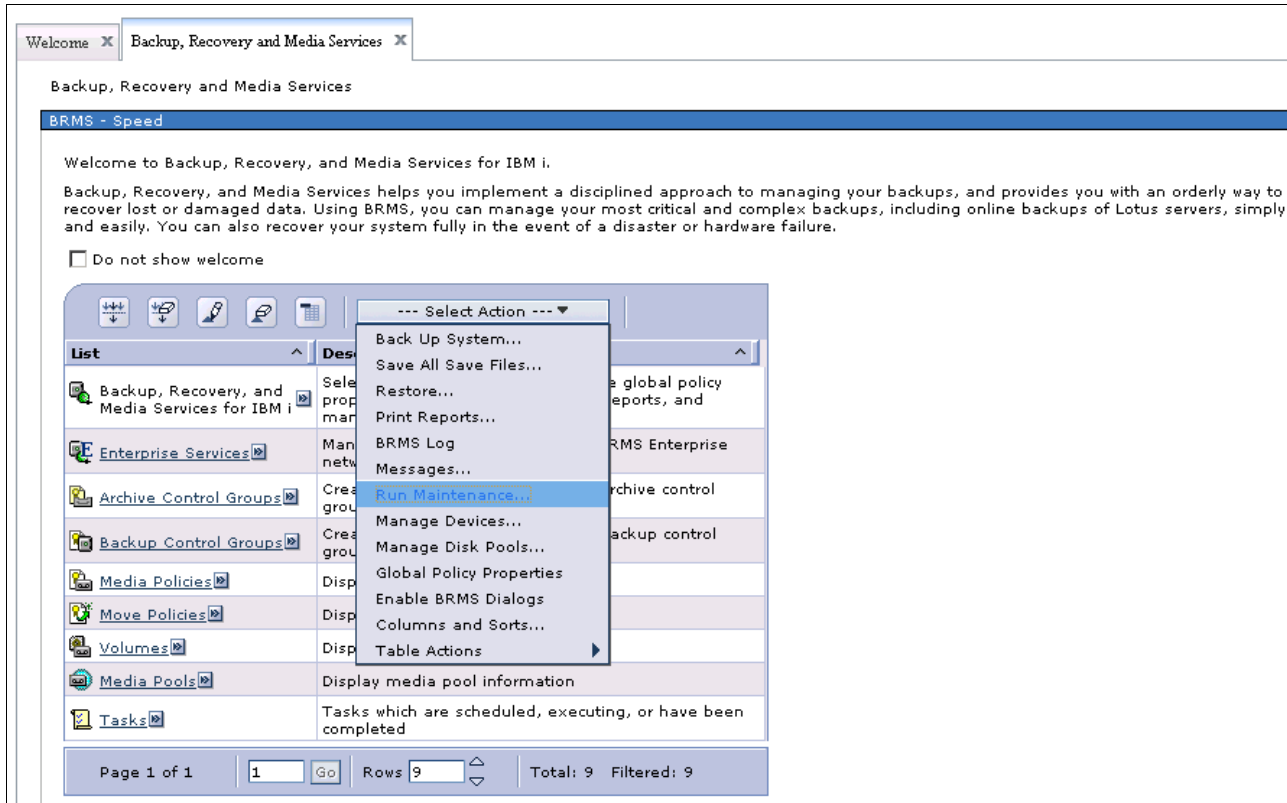 Welcome X Backup, Recovery and Media Services X
Backup, Recovery and Media Services
BRMS - Speed
Welcome to Backup, Recovery, and Media Services for IBM i.
Backup, Recovery, and Media Services helps you implement a disciplined approach to managing your backups, and provides you with an orderly way to
recover lost or damaged data. Using BRMS, you can manage your most critical and complex backups, including online backups of Lotus servers, simply
and easily. You can also recover your system fully in the event of a disaster or hardware failure.
Do not show welcome
--- Select Action ---
Back Up System...
Save All Save Files...
Restore...
Print Reports...
BRMS Log
Messages...
Run Maintenance...
Manage Devices...
Manage Disk Pools...
Global Policy Properties
Enable BRMS Dialogs
Columns and Sorts...
Table Actions
List
Backup, Recovery, and
Media Services for IBM i
global policy
eports, and
Enterprise Services
RMS Enterprise
Archive Control Groups
rchive control
Backup Control Groups
ackup control
Media Policies
Disp
Move Policies
Disp
Volumes
Disp
Media Pools
Display media pool information
Tasks
Tasks which are scheduled, executing, or have been
completed
Page 1 of 1 1 Go Rows 9 Total: 9 Filtered: 9